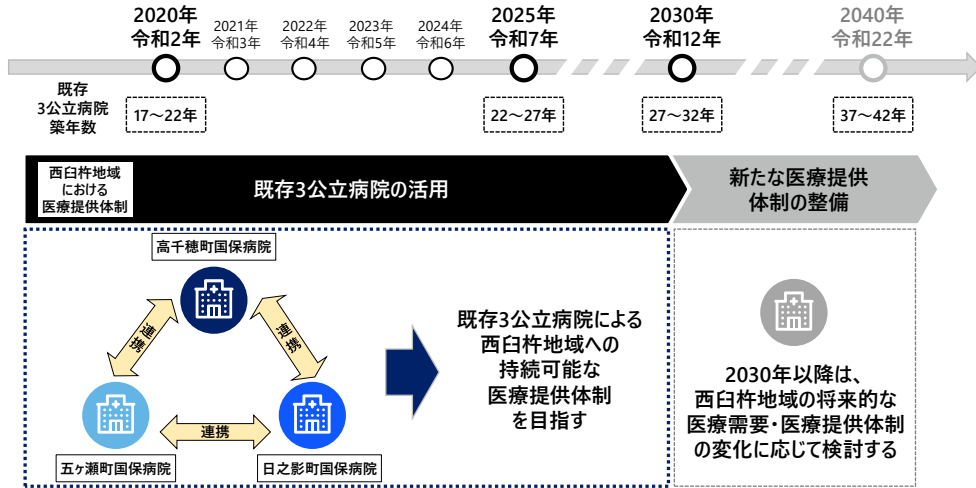 2020年
令和2年
2021年
令和3年
2022年
令和4年
2023年
令和5年
2024年
令和6年
2025年
令和7年
2030年
令和12年
2040年
令和22年
既存
3公立病院
築年数
17～22年
22～27年
27～32年
37～42年
西臼杵地域
における
医療提供体制
既存3公立病院の活用
新たな医療提供
体制の整備
高千穂町国保病院
連携
連携
連携
五ヶ瀬町国保病院
日之影町国保病院
既存3公立病院による
西臼杵地域への
持続可能な
医療提供体制
を目指す
2030年以降は、
西臼杵地域の将来的な
医療需要・医療提供体制
の変化に応じて検討する